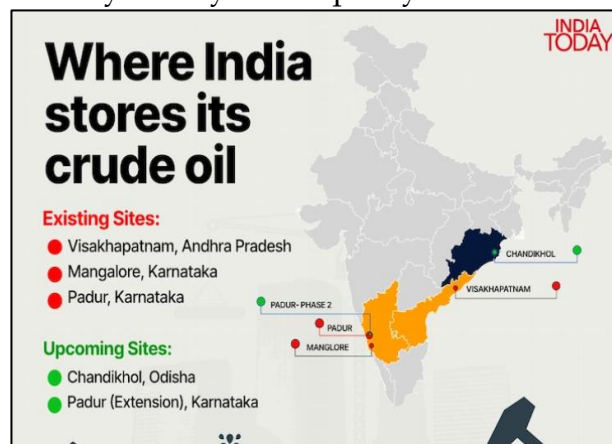 Where India
stores its
crude oil
INDIA
TODAY
Existing Sites:
Visakhapatnam, Andhra Pradesh
Mangalore, Karnataka
Padur, Karnataka
Upcoming Sites:
Chandikhol, Odisha
Padur (Extension), Karnataka
CHANDIKHOL
VISAKHAPATNAM
PADUR- PHASE 2
PADUR
MANGLORE